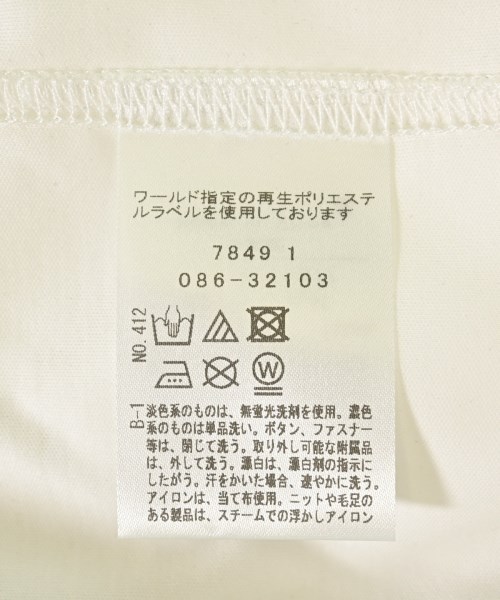 ワールド指定の再生ポリエステ
ルラベルを使用しております
7849 1
086-32103
NO.412
W
B-1
淡色系のものは、無蛍光洗剤を使用。濃色
系のものは単品洗い。ボタン、ファスナー
等は、閉じて洗う。取り外し可能な附属品
は、外して洗う。漂白は、漂白剤の指示に
したがう。汗をかいた場合、速やかに洗う。
アイロンは、当て布使用。ニットや毛足の
ある製品は、スチームでの浮かしアイロン